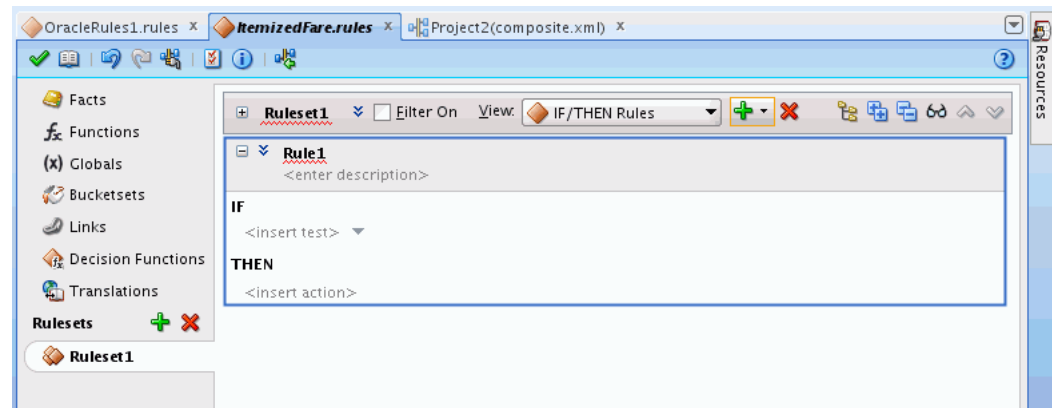 OracleRules1.rules x ItemizedFare.rules x Project2(composite.xml) x
Resources
Facts
Functions
(x) Globals
Bucketsets
Links
Decision Functions
Translations
Rulesets
Ruleset1
Ruleset1 Filter On View: IF/THEN Rules
Rule1
<enter description>
IF
<insert test>
THEN
<insert action>